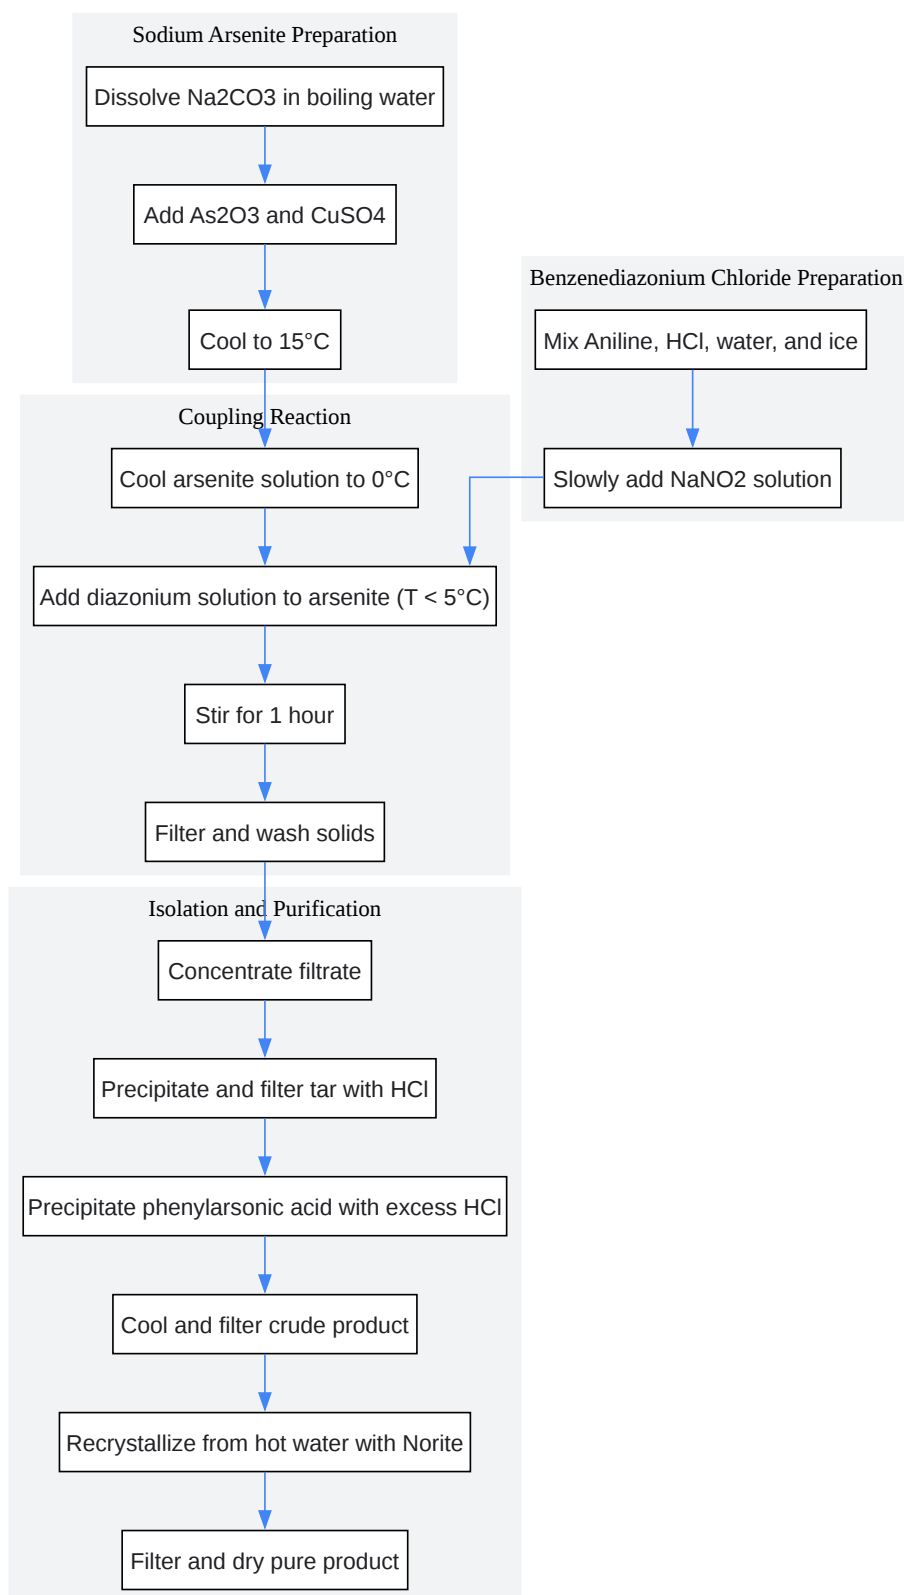 Sodium Arsenite Preparation
Dissolve Na2CO3 in boiling water
Add As2O3 and CuSO4
Cool to 15°C
Benzenediazonium Chloride Preparation
Mix Aniline, HCl, water, and ice
Slowly add NaNO2 solution
Coupling Reaction
Cool arsenite solution to 0°C
Add diazonium solution to arsenite (T < 5°C)
Stir for 1 hour
Filter and wash solids
Isolation and Purification
Concentrate filtrate
Precipitate and filter tar with HCl
Precipitate phenylarsonic acid with excess HCl
Cool and filter crude product
Recrystallize from hot water with Norite
Filter and dry pure product